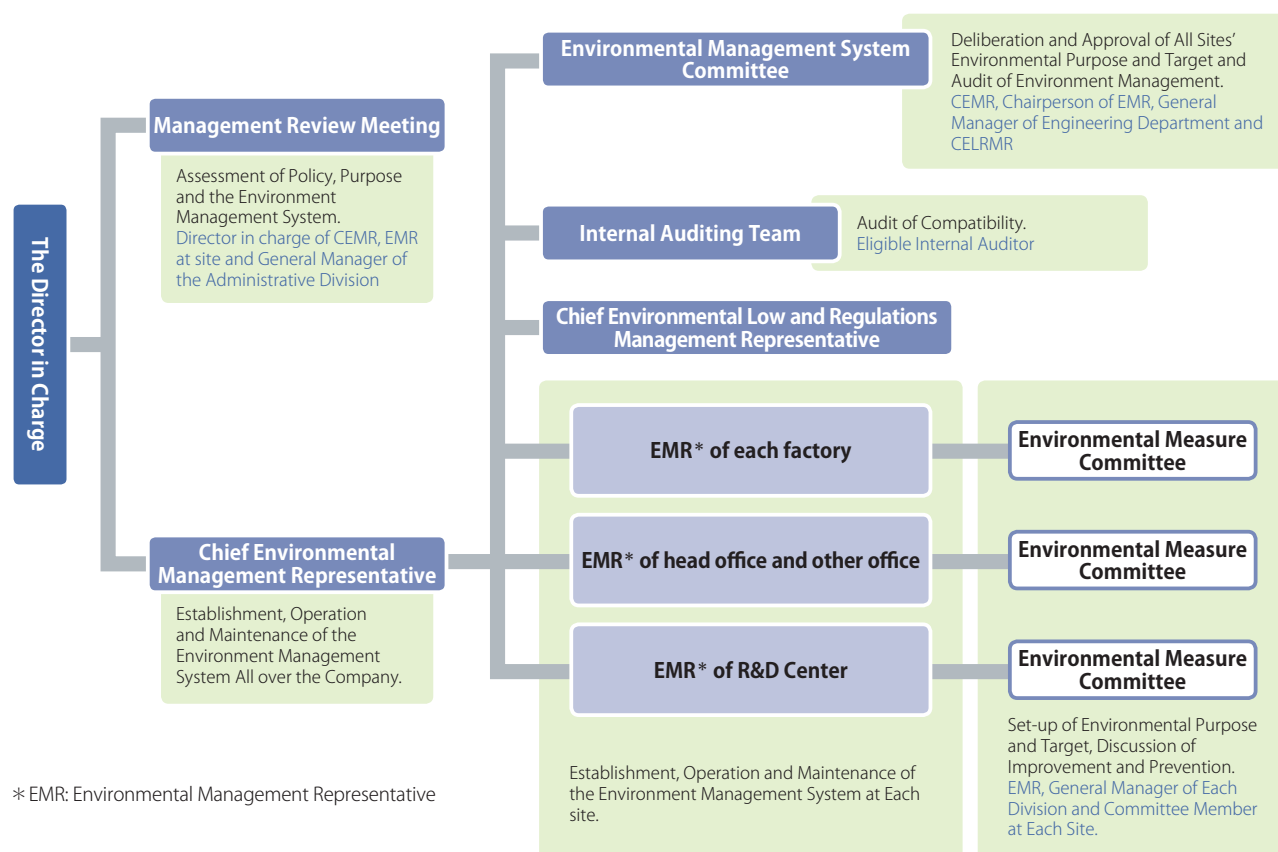 The Director in Charge
Management Review Meeting
Assessment of Policy, Purpose
and the Environment
Management System.
Director in charge of CEMR, EMR
at site and General Manager of
the Administrative Division
Chief Environmental
Management Representative
Establishment, Operation
and Maintenance of the
Environment Management
System All over the Company.
Environmental Management System
Committee
Deliberation and Approval of All Sites'
Environmental Purpose and Target and
Audit of Environment Management.
CEMR, Chairperson of EMR, General
Manager of Engineering Department and
CELRMR
Internal Auditing Team
Audit of Compatibility.
Eligible Internal Auditor
Chief Environmental Low and Regulations
Management Representative
EMR* of each factory
Environmental Measure
Committee
EMR* of head office and other office
Environmental Measure
Committee
EMR* of R&D Center
Environmental Measure
Committee
Establishment, Operation and Maintenance of
the Environment Management System at Each
site.
Set-up of Environmental Purpose
and Target, Discussion of
Improvement and Prevention.
EMR, General Manager of Each
Division and Committee Member
at Each Site.
* EMR: Environmental Management Representative